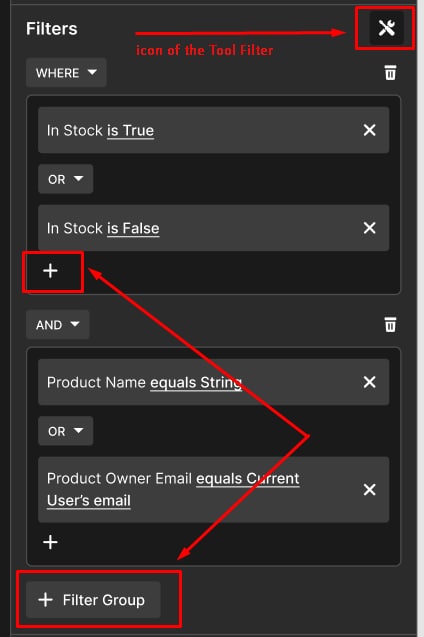 Filters
icon of the Tool Filter
WHERE
In Stock is True
OR
In Stock is False
AND
Product Name equals String
OR
Product Owner Email equals Current
User's email
Filter Group